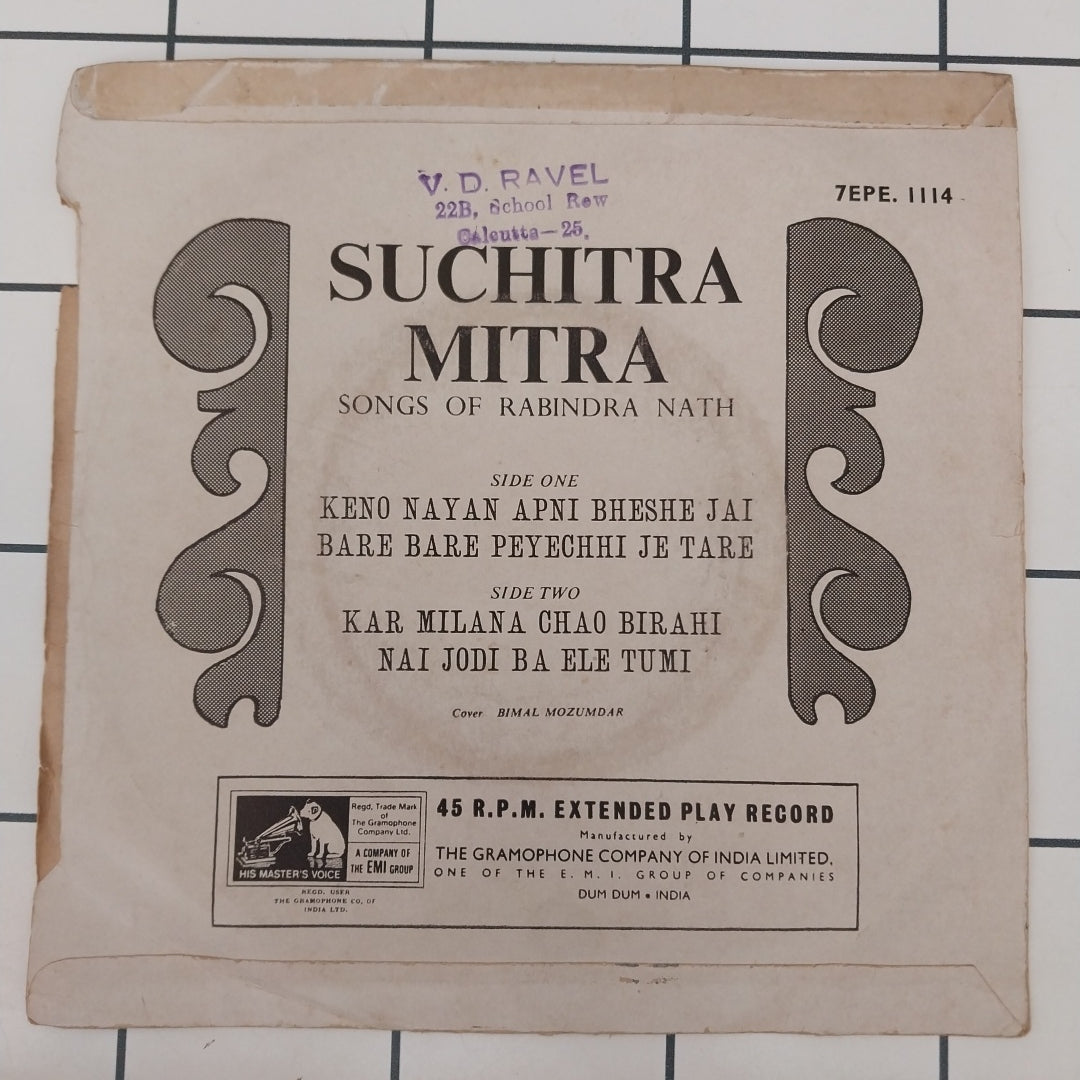 V. D. RAVEL
22B, School Row
Calcutta—25.
7EPE. 1114
SUCHITRA
MITRA
SONGS OF RABINDRA NATH
SIDE ONE
KENO NAYAN APNI BHESHE JAI
BARE BARE PEYECHHI JE TARE
SIDE TWO
KAR MILANA CHAO BIRAHI
NAI JODI BA ELE TUMI
Cover BIMAL MOZUMDAR
HIS MASTER'S VOICE
Regd. Trade Mark
of
The Gramophone
Company Ltd.
A COMPANY OF
THE EMI GROUP
REGD. USER
THE GRAMOPHONE CO. OF
INDIA LTD.
45 R.P.M. EXTENDED PLAY RECORD
Manufactured by
THE GRAMOPHONE COMPANY OF INDIA LIMITED,
ONE OF THE E. M. I. GROUP OF COMPANIES
DUM DUM • INDIA